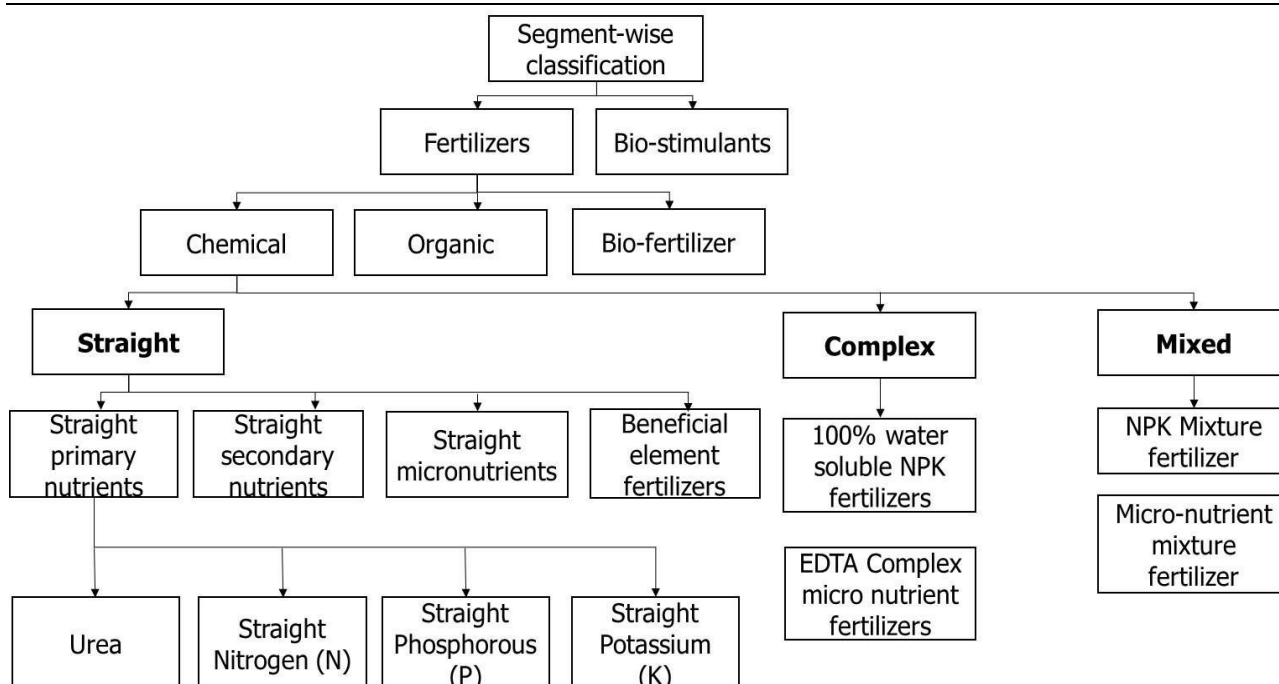 Segment-wise
classification
Fertilizers
Bio-stimulants
Chemical
Organic
Bio-fertilizer
Straight
Complex
Mixed
Straight
primary
nutrients
Straight
secondary
nutrients
Straight
micronutrients
Beneficial
element
fertilizers
100% water
soluble NPK
fertilizers
NPK Mixture
fertilizer
Micro-nutrient
mixture
fertilizer
EDTA Complex
micro nutrient
fertilizers
Urea
Straight
Nitrogen (N)
Straight
Phosphorous
(P)
Straight
Potassium
(K)